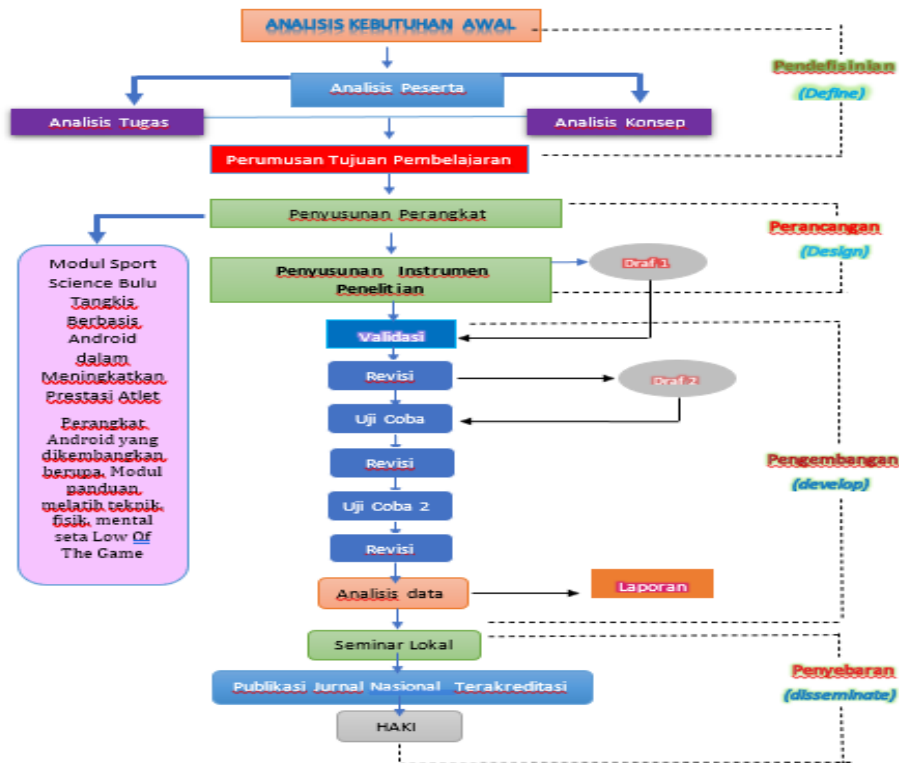 ANALISIS KEBUTUHAN AWAL
Pendefisinian
(Define)
Analisis Peserta
Analisis Tugas
Analisis Konsep
Perumusan Tujuan Pembelajaran
Penyusunan Perangkat
Perancangan
(Design)
Modul Sport
Science Bulu
Tangkis
Berbasis
Android
dalam
Meningkatkan
Prestasi Atlet
Perangkat
Android yang
dikembangkan
berupa. Modul
panduan
melatih teknik,
fisik, mental
seta Low Of
The Game
Penyusunan Instrumen
Penelitian
Draf 1
Validasi
Revisi
Draf 2
Uji Coba
Revisi
Pengembangan
(develop)
Uji Coba 2
Revisi
Analisis data
Laporan
Seminar Lokal
Publikasi Jurnal Nasional Terakreditasi
Penyebaran
(disseminate)
HAKI